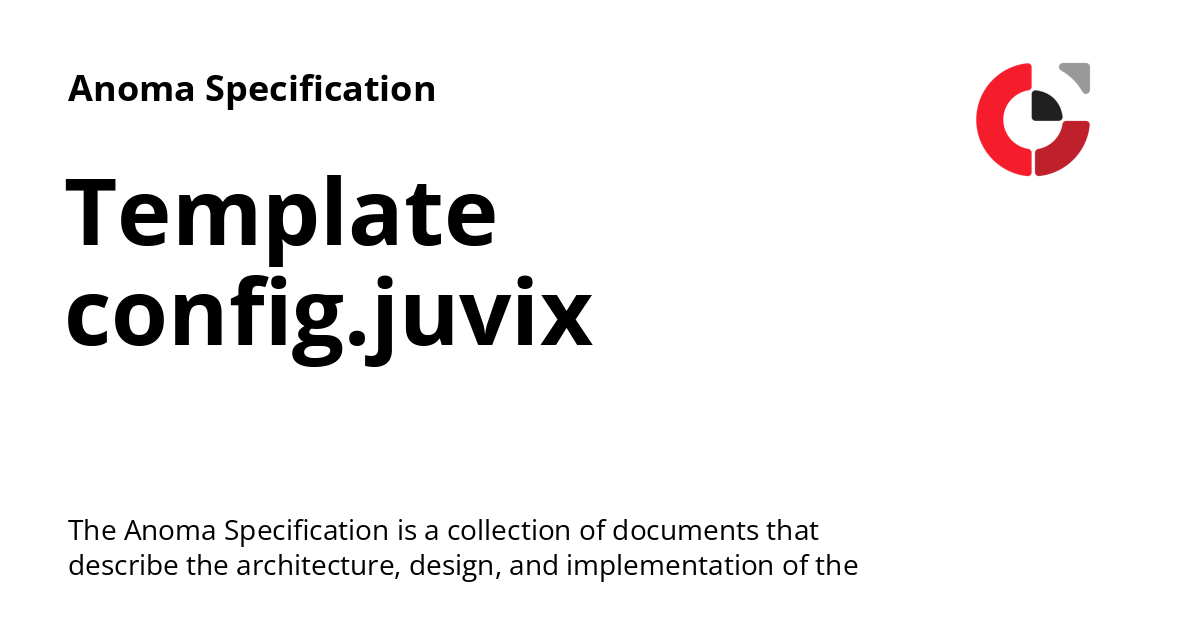 Anoma Specification
Template
config.juvix
The Anoma Specification is a collection of documents that
describe the architecture, design, and implementation of the